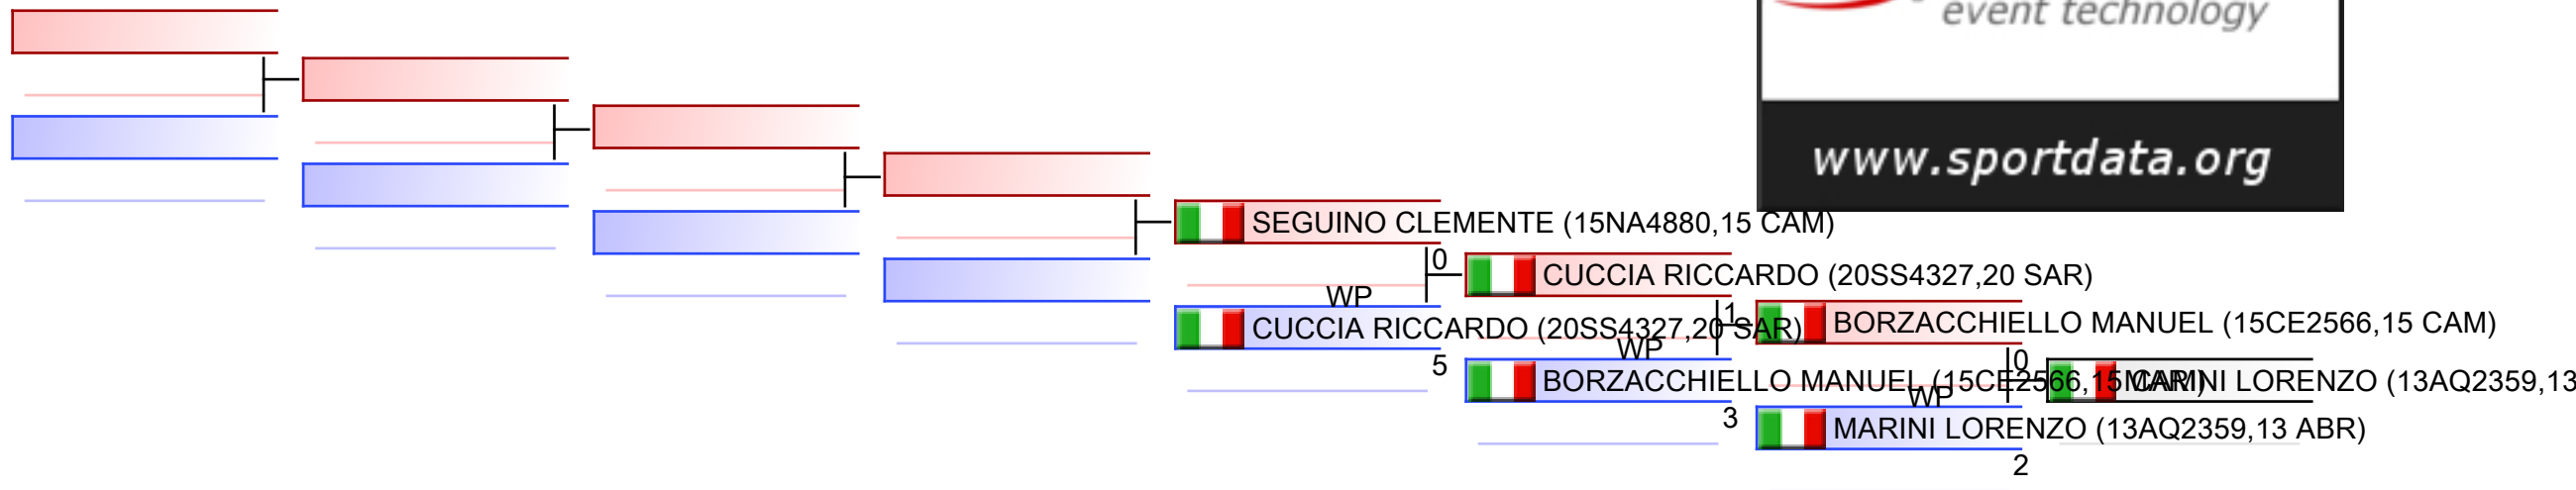 event technology
www.sportdata.org
SEGUINO CLEMENTE (15NA4880,15 CAM)
0
CUCCIA RICCARDO (20SS4327,20 SAR)
WP
CUCCIA RICCARDO (20SS4327,20 SAR)
1
BORZACCHIELLO MANUEL (15CE2566,15 CAM)
WP
5
BORZACCHIELLO MANUEL (15CE2566,15 CAM)
0
MARINI LORENZO (13AQ2359,13
WP
3
MARINI LORENZO (13AQ2359,13 ABR)
2